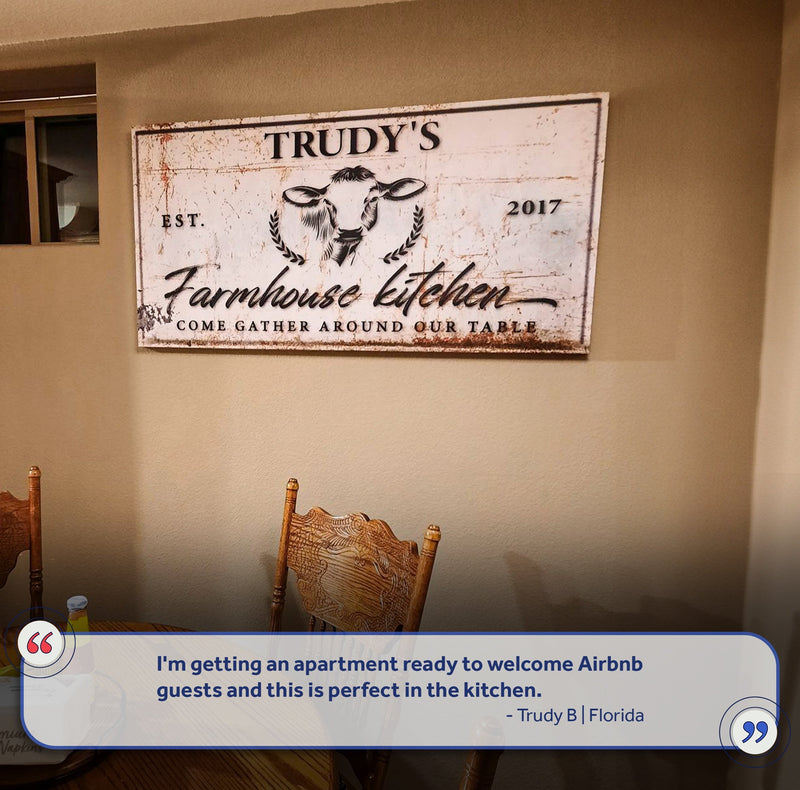 TRUDY'S
EST.
2017
Farmhouse kitchen
COME GATHER AROUND OUR TABLE
“
I'm getting an apartment ready to welcome Airbnb
guests and this is perfect in the kitchen.
- Trudy B | Florida
”
Napkins